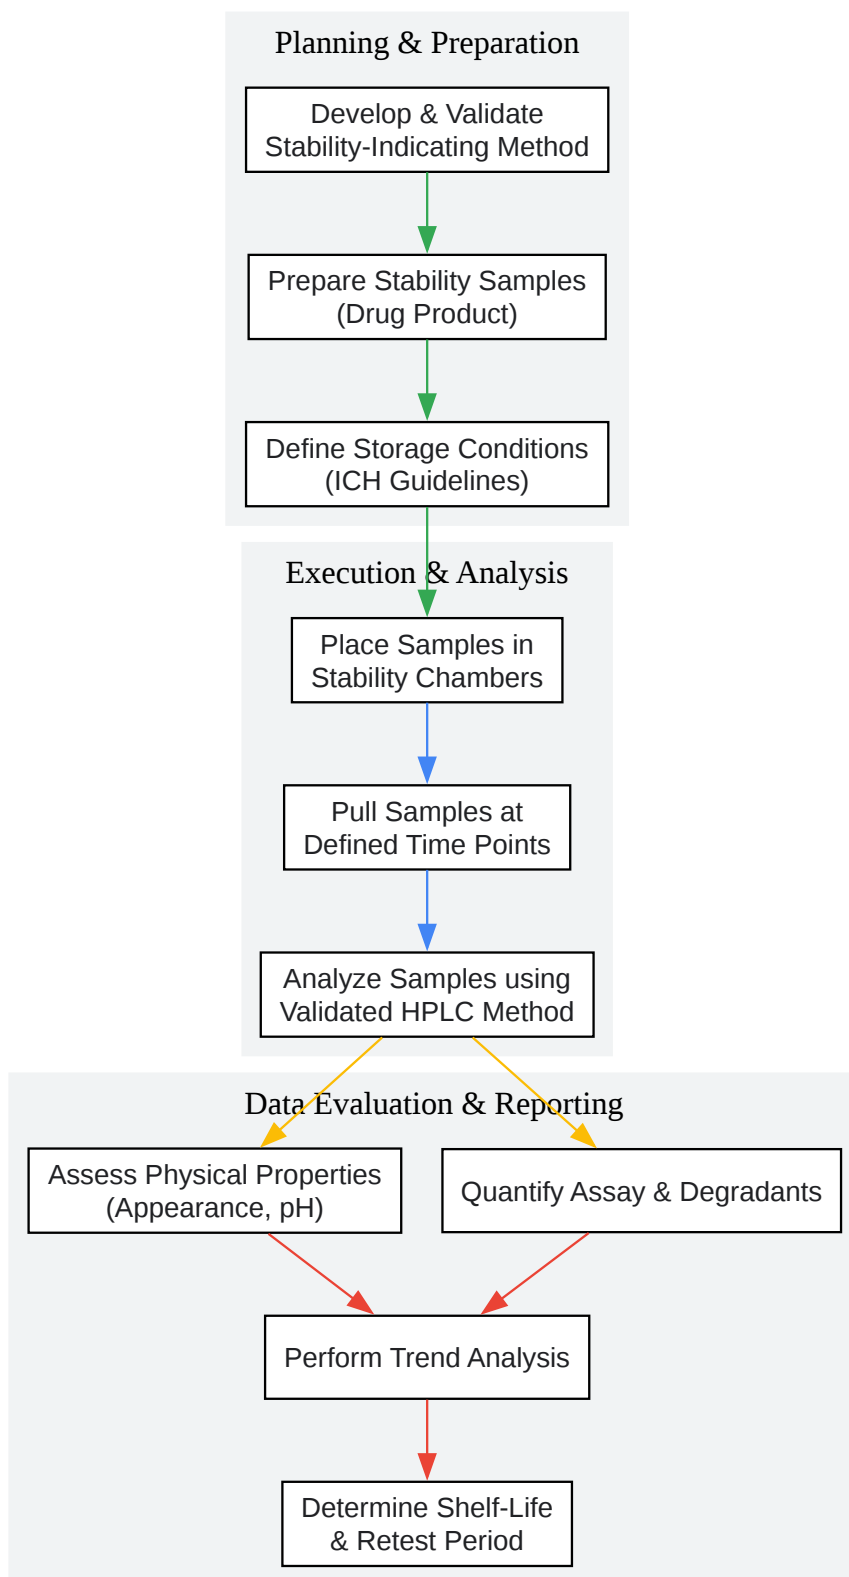 Planning & Preparation
Develop & Validate
Stability-Indicating Method
Prepare Stability Samples
(Drug Product)
Define Storage Conditions
(ICH Guidelines)
Execution & Analysis
Place Samples in
Stability Chambers
Pull Samples at
Defined Time Points
Analyze Samples using
Validated HPLC Method
Data Evaluation & Reporting
Assess Physical Properties
(Appearance, pH)
Quantify Assay & Degradants
Perform Trend Analysis
Determine Shelf-Life
& Retest Period